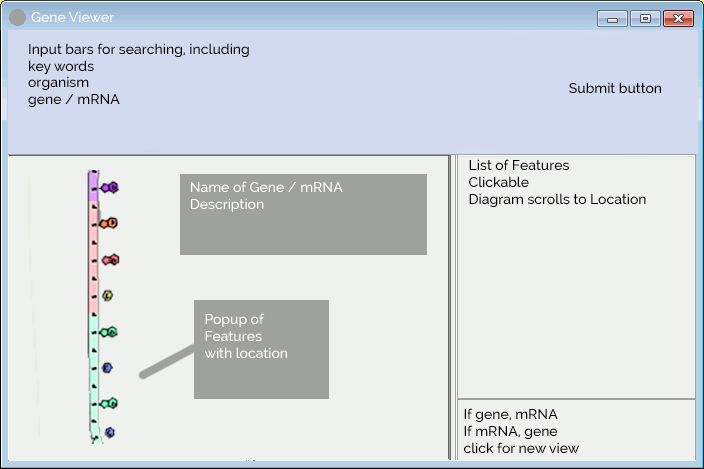 Gene Viewer
Input bars for searching, including
key words
organism
gene / mRNA
Submit button
Name of Gene / mRNA
Description
Popup of
Features
with location
List of Features
Clickable
Diagram scrolls to Location
If gene, mRNA
If mRNA, gene
click for new view